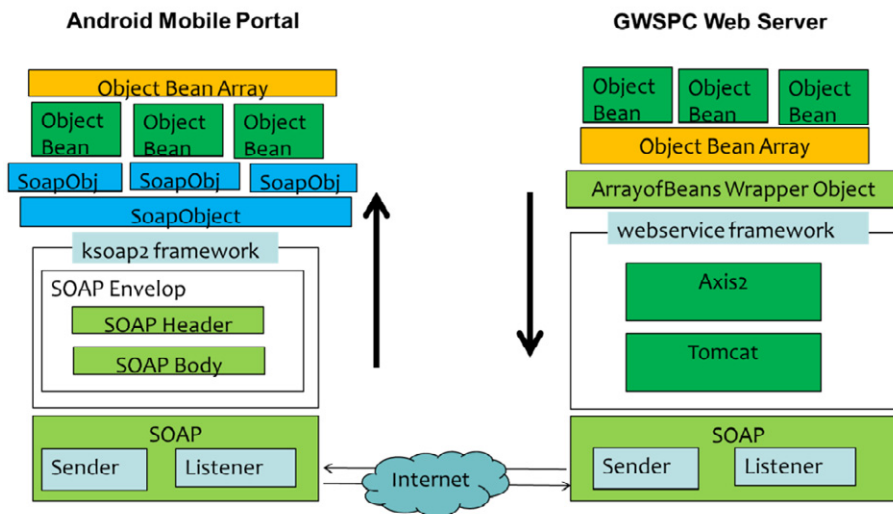 Android Mobile Portal
Object Bean Array
Object
Bean
Object
Bean
Object
Bean
SoapObj
SoapObj
SoapObj
SoapObject
ksoap2 framework
SOAP Envelop
SOAP Header
SOAP Body
SOAP
Sender
Listener
Internet
GWSPC Web Server
Object
Bean
Object
Bean
Object
Bean
Object Bean Array
ArrayofBeans Wrapper Object
webservice framework
Axis2
Tomcat
SOAP
Sender
Listener